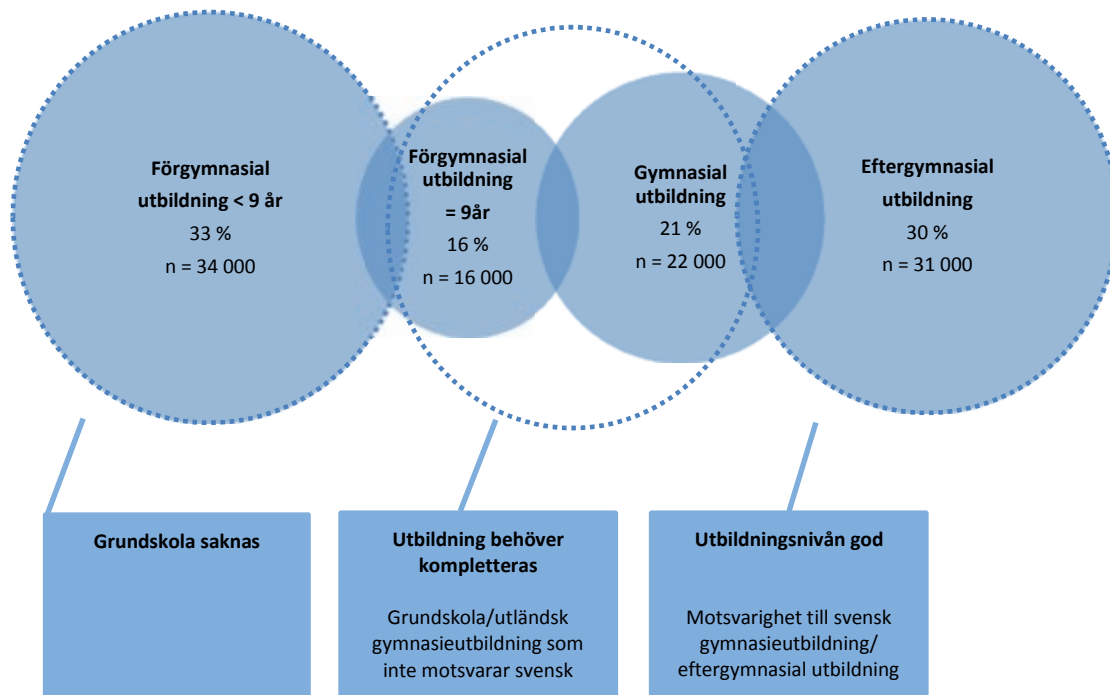 Förgymnasial
utbildning < 9 år
33 %
n = 34 000
Förgymnasial
utbildning
= 9år
16 %
n = 16 000
Gymnasial
utbildning
21 %
n = 22 000
Eftergymnasial
utbildning
30 %
n = 31 000
Grundskola saknas
Utbildning behöver
kompletteras
Grundskola/utländsk
gymnasieutbildning som
inte motsvarar svensk
Utbildningsnivån god
Motsvarighet till svensk
gymnasieutbildning/
eftergymnasial utbildning